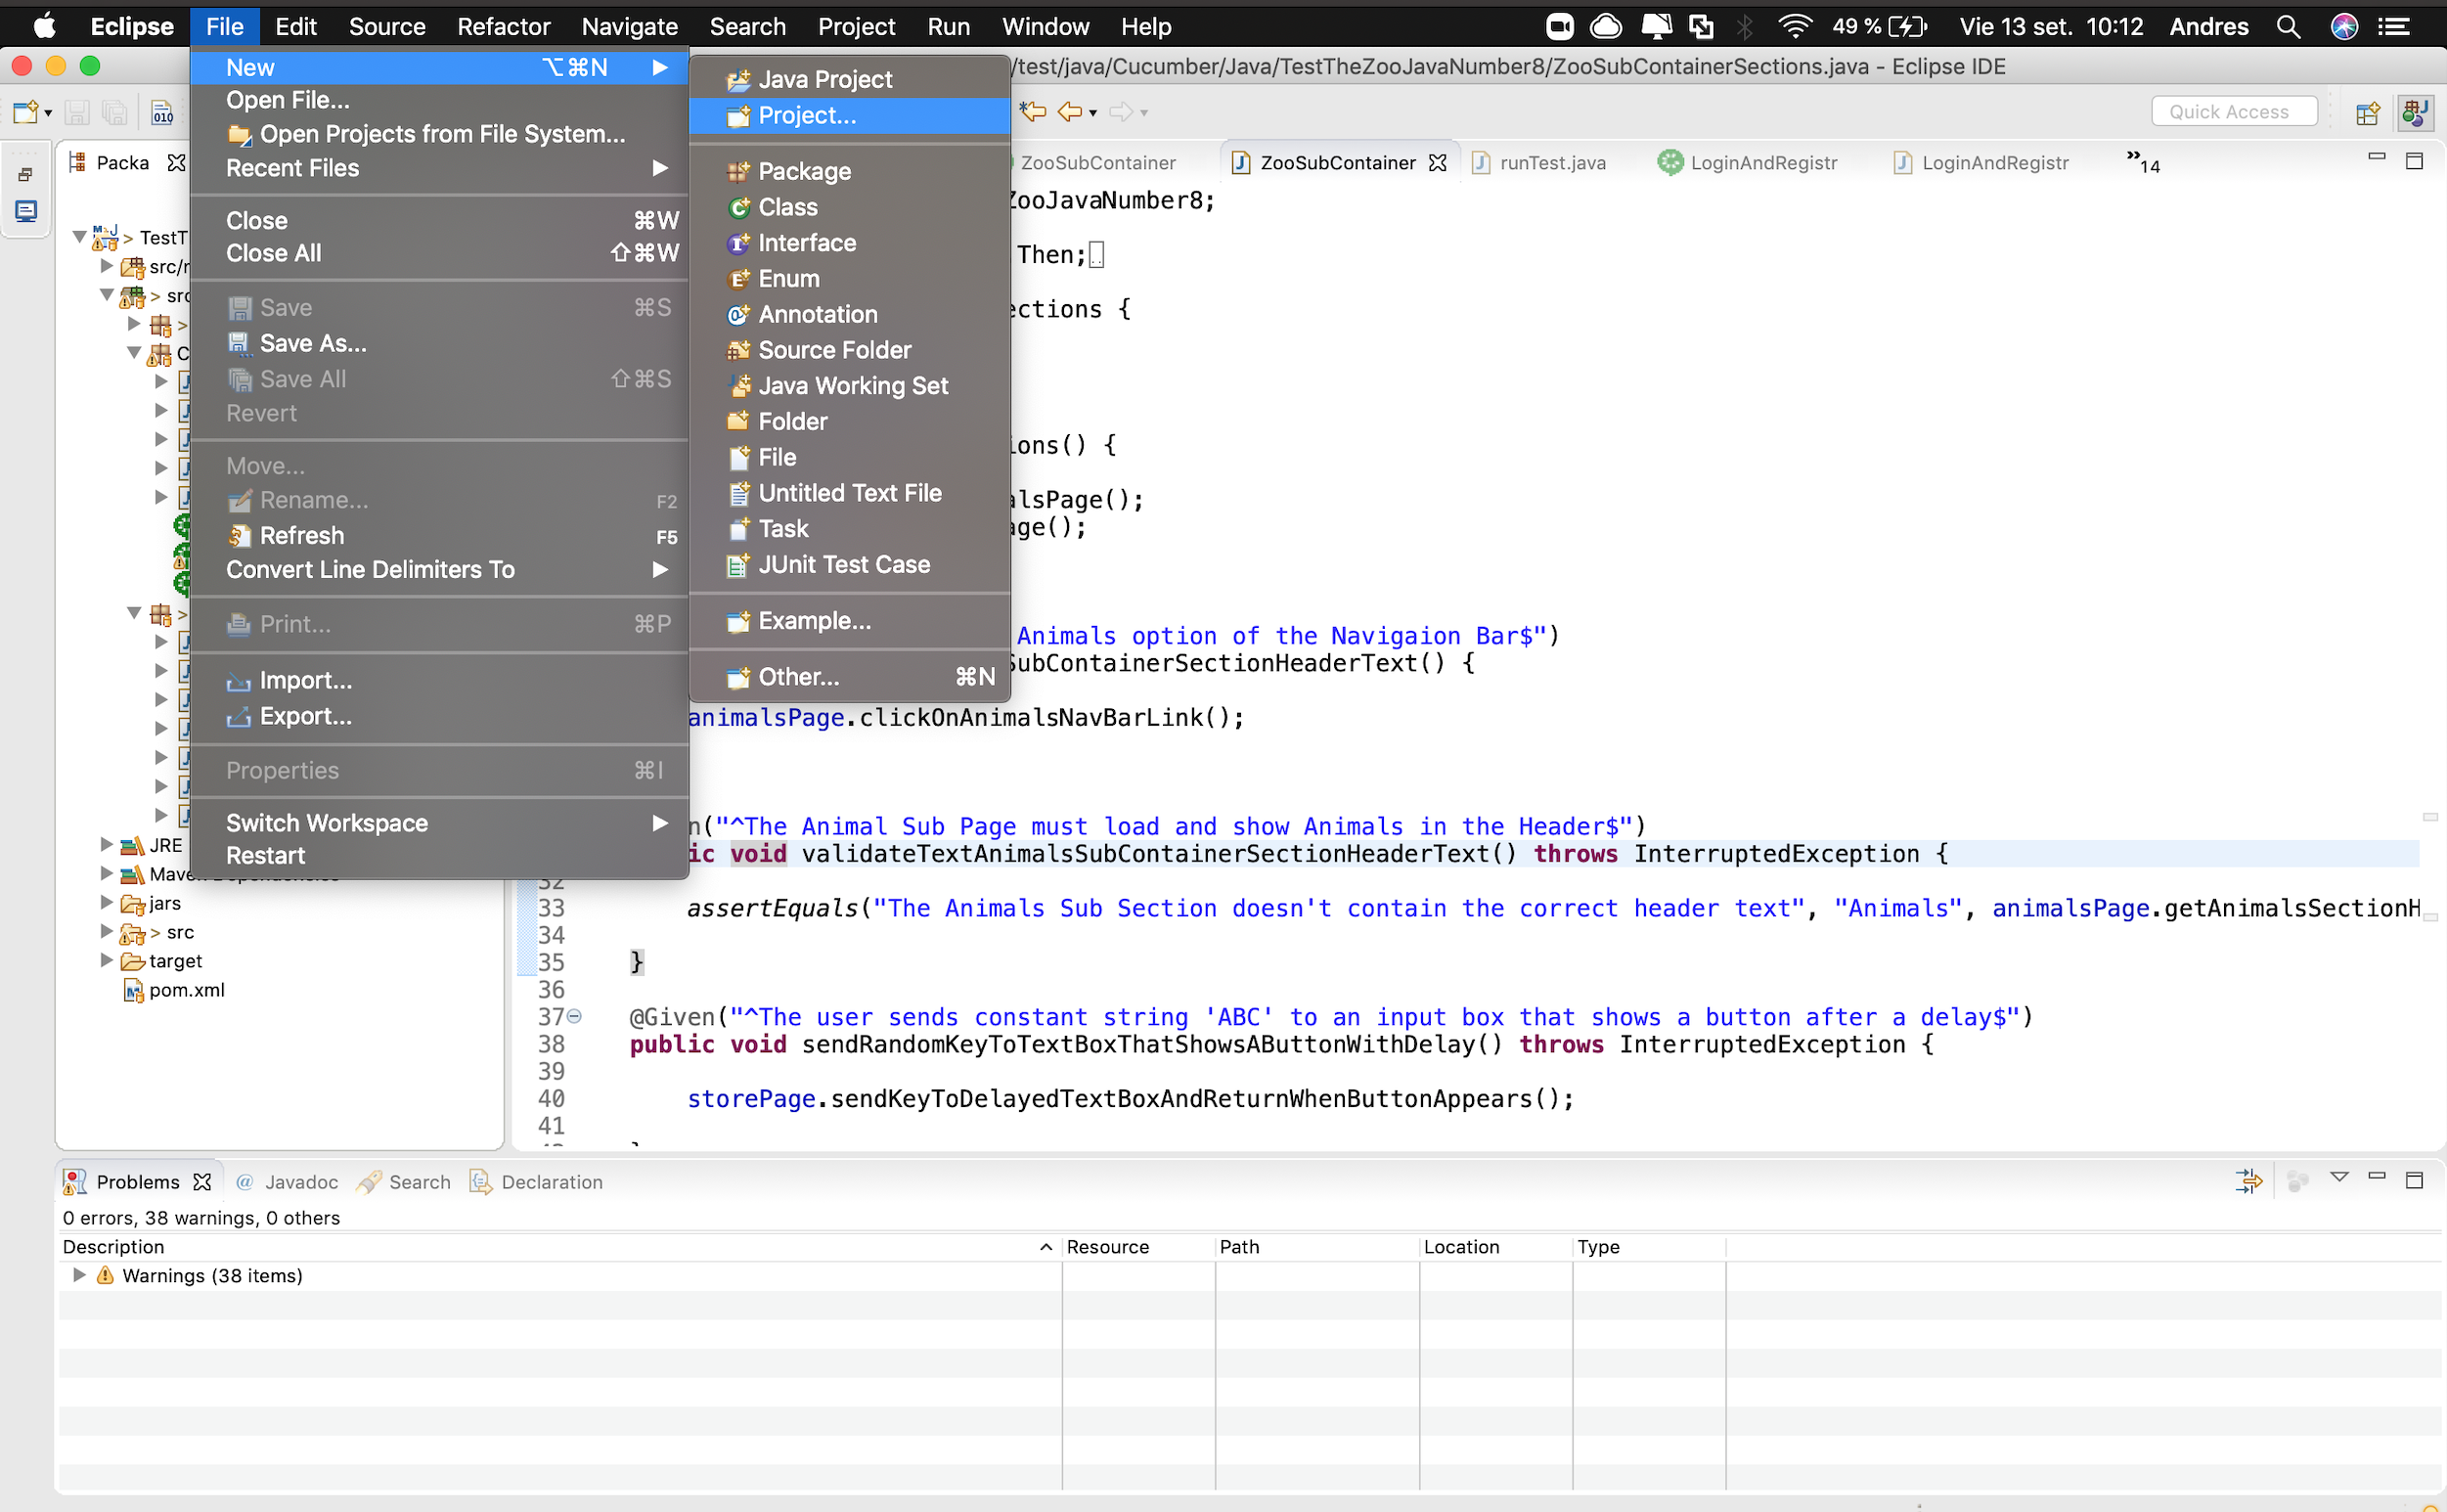 Eclipse File Edit Source Refactor Navigate Search Project Run Window Help 49 % Vie 13 set. 10:12 Andres
/test/java/Cucumber/Java/TestTheZooJavaNumber8/ZooSubContainerSections.java - Eclipse IDE
Quick Access
Packa
ZooSubContainer ZooSubContainer runTest.java LoginAndRegistr LoginAndRegistr »14
New ⌥⌘N
Open File...
Open Projects from File System...
Recent Files
Close ⌘W
Close All ⇧⌘W
Save ⌘S
Save As...
Save All ⇧⌘S
Revert
Move...
Rename... F2
Refresh F5
Convert Line Delimiters To
Print... ⌘P
Import...
Export...
Properties ⌘I
Switch Workspace
Restart
Java Project
Project...
Package
Class
Interface
Enum
Annotation
Source Folder
Java Working Set
Folder
File
Untitled Text File
Task
JUnit Test Case
Example...
Other... ⌘N
> TestT
src/r
> src
>
C
>
JRE
jars
> src
target
pom.xml
ZooJavaNumber8;
Then;
ections {
ions() {
alsPage();
age();
Animals option of the Navigaion Bar$")
SubContainerSectionHeaderText() {
animalsPage.clickOnAnimalsNavBarLink();
n("^The Animal Sub Page must load and show Animals in the Header$")
ic void validateTextAnimalsSubContainerSectionHeaderText() throws InterruptedException {
32
33 assertEquals("The Animals Sub Section doesn't contain the correct header text", "Animals", animalsPage.getAnimalsSectionH
34
35 }
36
37 @Given("^The user sends constant string 'ABC' to an input box that shows a button after a delay$")
38 public void sendRandomKeyToTextBoxThatShowsAButtonWithDelay() throws InterruptedException {
39
40 storePage.sendKeyToDelayedTextBoxAndReturnWhenButtonAppears();
41
Problems @ Javadoc Search Declaration
0 errors, 38 warnings, 0 others
Description Resource Path Location Type
Warnings (38 items)